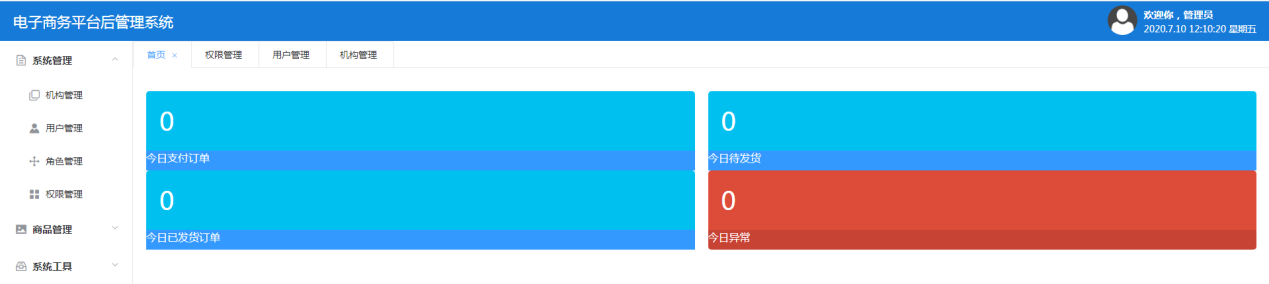 电子商务平台后管理系统
欢迎你，管理员
2020.7.10 12:10:20 星期五
系统管理
机构管理
用户管理
角色管理
权限管理
商品管理
系统工具
首页 × 权限管理 用户管理 机构管理
0
今日支付订单
0
今日待发货
0
今日已发货订单
0
今日异常